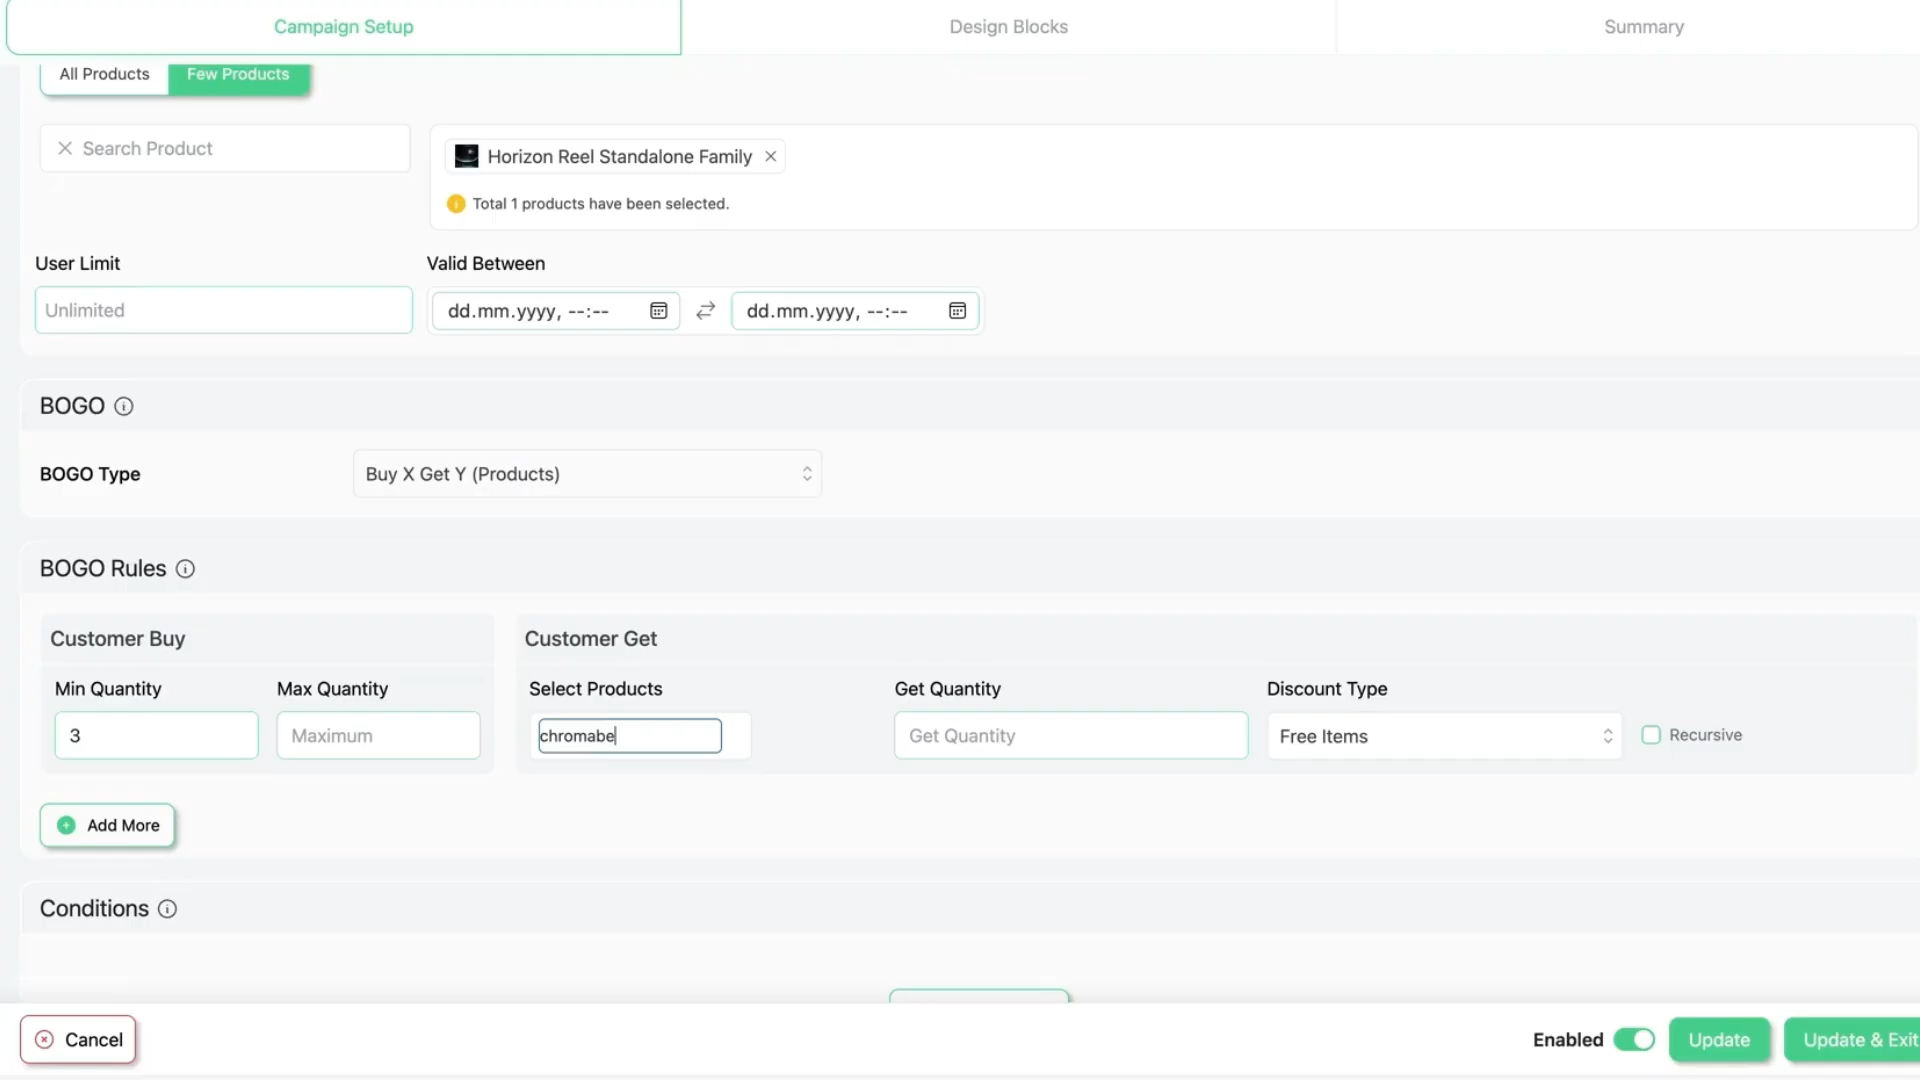 Campaign Setup
Design Blocks
Summary
All Products
Few Products
Search Product
Horizon Reel Standalone Family
Total 1 products have been selected.
User Limit
Valid Between
Unlimited
dd.mm.yyyy, --:--
dd.mm.yyyy, --:--
BOGO
BOGO Type
Buy X Get Y (Products)
BOGO Rules
Customer Buy
Customer Get
Min Quantity
Max Quantity
Select Products
Get Quantity
Discount Type
3
Maximum
chromabe
Get Quantity
Free Items
Recursive
Add More
Conditions
Cancel
Enabled
Update
Update & Exit